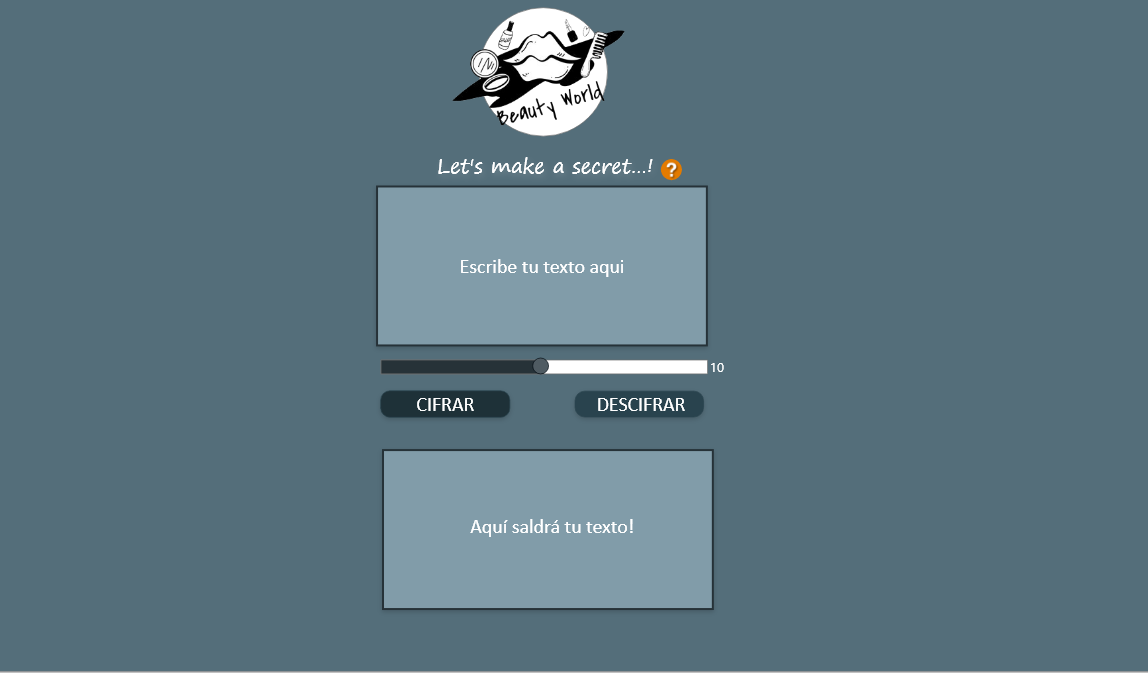 Beauty World
Let's make a secret...! ?
Escribe tu texto aqui
10
CIFRAR
DESCIFRAR
Aquí saldrá tu texto!